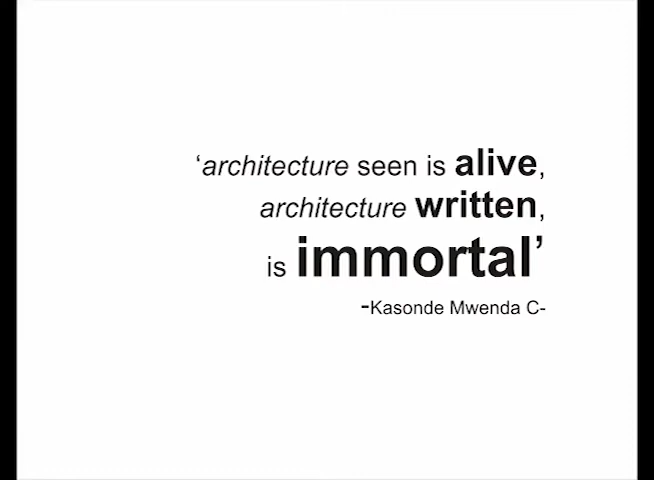 ‘architecture seen is alive,
architecture written,
is immortal’
-Kasonde Mwenda C-